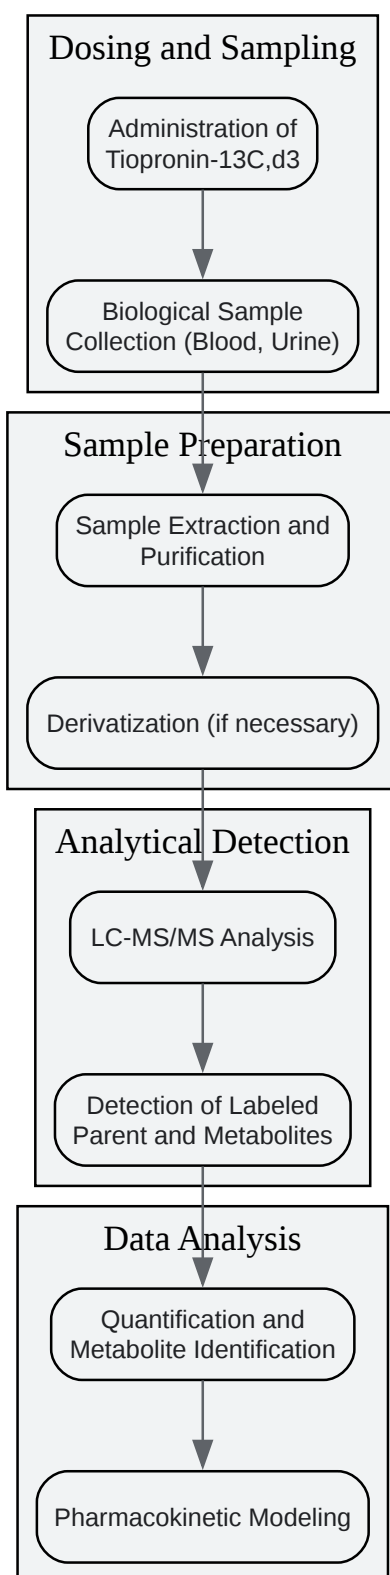 Dosing and Sampling
Administration of
Tiopronin-13C,d3
Biological Sample
Collection (Blood, Urine)
Sample Preparation
Sample Extraction and
Purification
Derivatization (if necessary)
Analytical Detection
LC-MS/MS Analysis
Detection of Labeled
Parent and Metabolites
Data Analysis
Quantification and
Metabolite Identification
Pharmacokinetic Modeling